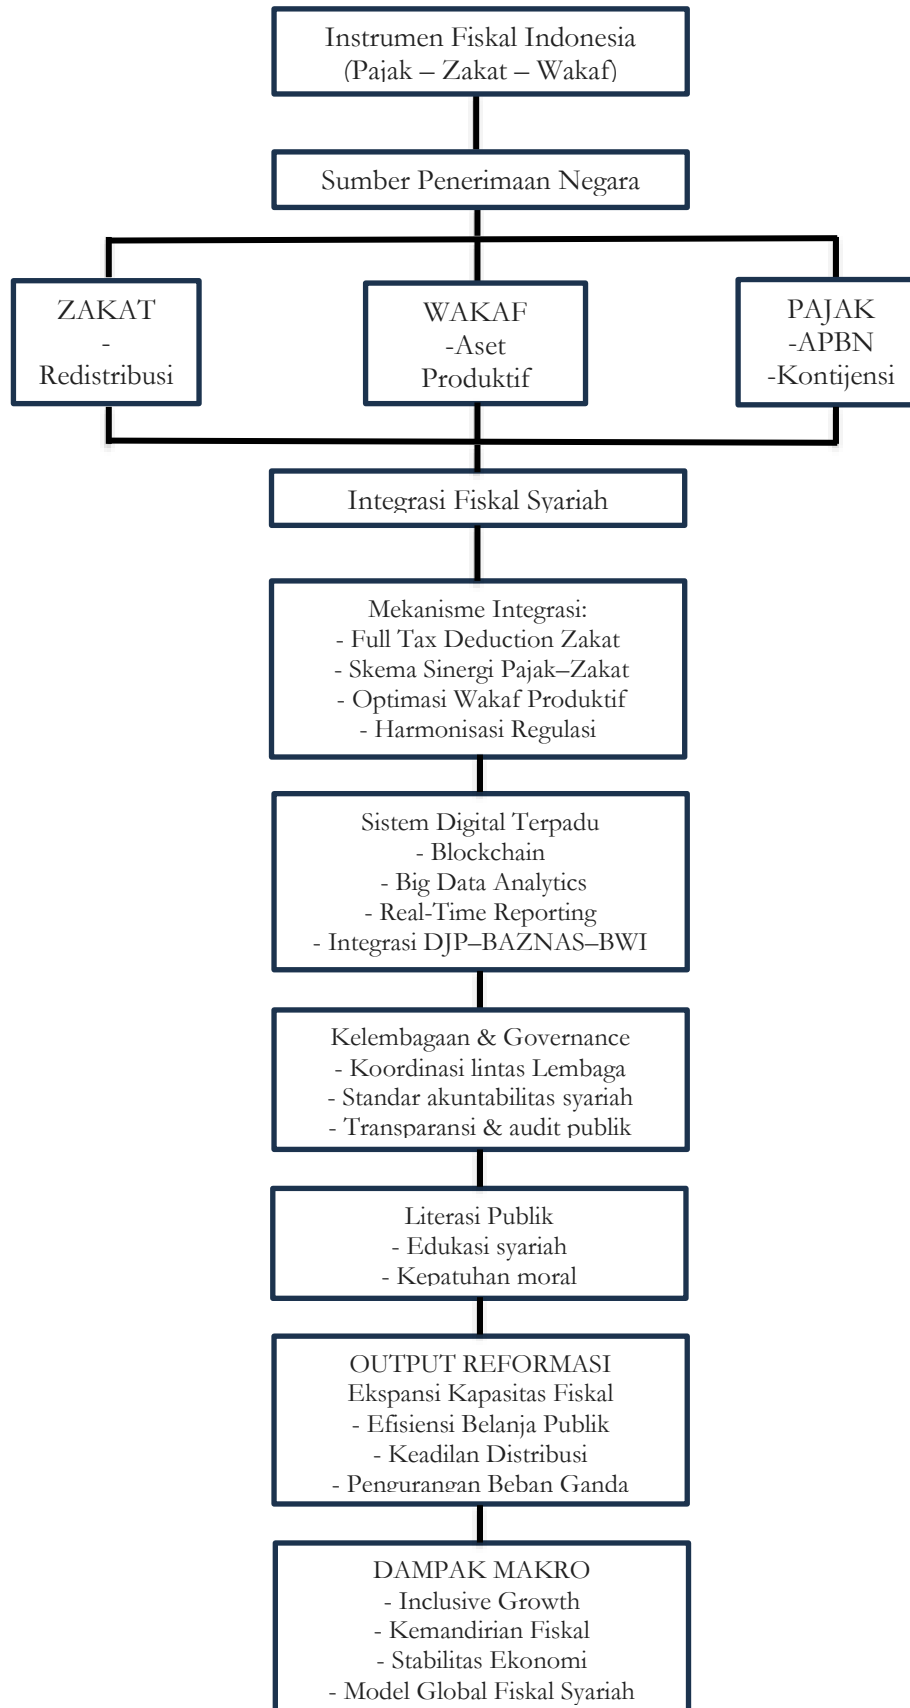 Instrumen Fiskal Indonesia
(Pajak – Zakat – Wakaf)
Sumber Penerimaan Negara
ZAKAT
-
Redistribusi
WAKAF
-Aset
Produktif
PAJAK
-APBN
-Kontijensi
Integrasi Fiskal Syariah
Mekanisme Integrasi:
- Full Tax Deduction Zakat
- Skema Sinergi Pajak–Zakat
- Optimasi Wakaf Produktif
- Harmonisasi Regulasi
Sistem Digital Terpadu
- Blockchain
- Big Data Analytics
- Real-Time Reporting
- Integrasi DJP–BAZNAS–BWI
Kelembagaan & Governance
- Koordinasi lintas Lembaga
- Standar akuntabilitas syariah
- Transparansi & audit publik
Literasi Publik
- Edukasi syariah
- Kepatuhan moral
OUTPUT REFORMASI
Ekspansi Kapasitas Fiskal
- Efisiensi Belanja Publik
- Keadilan Distribusi
- Pengurangan Beban Ganda
DAMPAK MAKRO
- Inclusive Growth
- Kemandirian Fiskal
- Stabilitas Ekonomi
- Model Global Fiskal Syariah